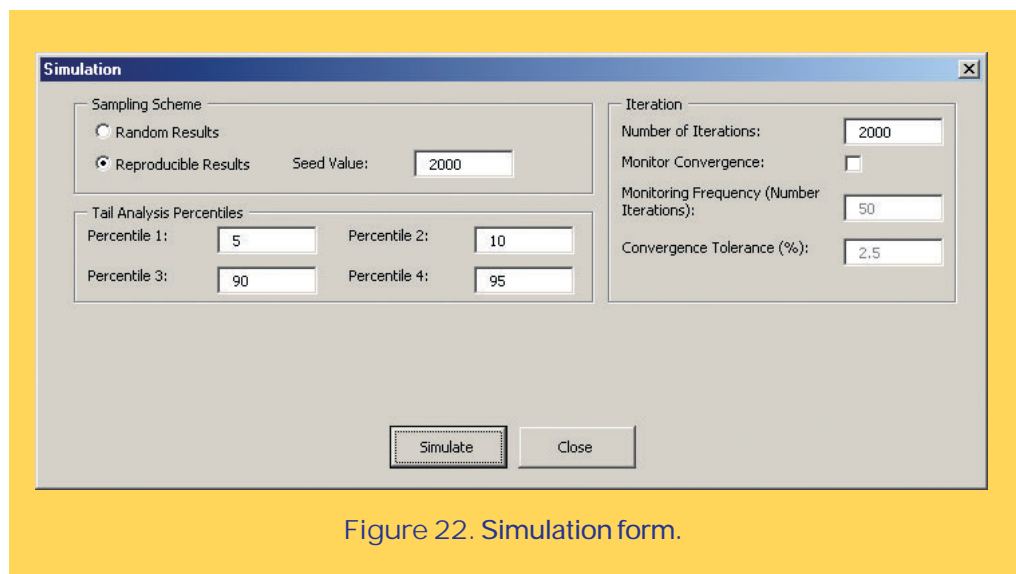 Simulation
Sampling Scheme
Random Results
Reproducible Results Seed Value: 2000
Tail Analysis Percentiles
Percentile 1: 5 Percentile 2: 10
Percentile 3: 90 Percentile 4: 95
Iteration
Number of Iterations: 2000
Monitor Convergence:
Monitoring Frequency (Number
Iterations): 50
Convergence Tolerance (%): 2.5
Simulate Close
Figure 22. Simulation form.